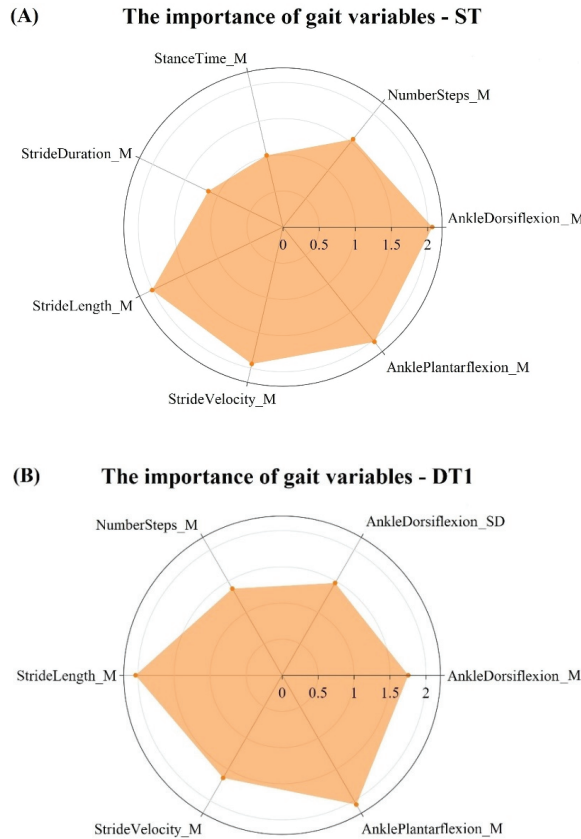 (A) The importance of gait variables - ST
StanceTime_M
NumberSteps_M
StrideDuration_M
AnkleDorsiflexion_M
0 0.5 1 1.5 2
StrideLength_M
AnklePlantarflexion_M
StrideVelocity_M
(B) The importance of gait variables - DT1
NumberSteps_M AnkleDorsiflexion_SD
StrideLength_M AnkleDorsiflexion_M
0 0.5 1 1.5 2
StrideVelocity_M AnklePlantarflexion_M